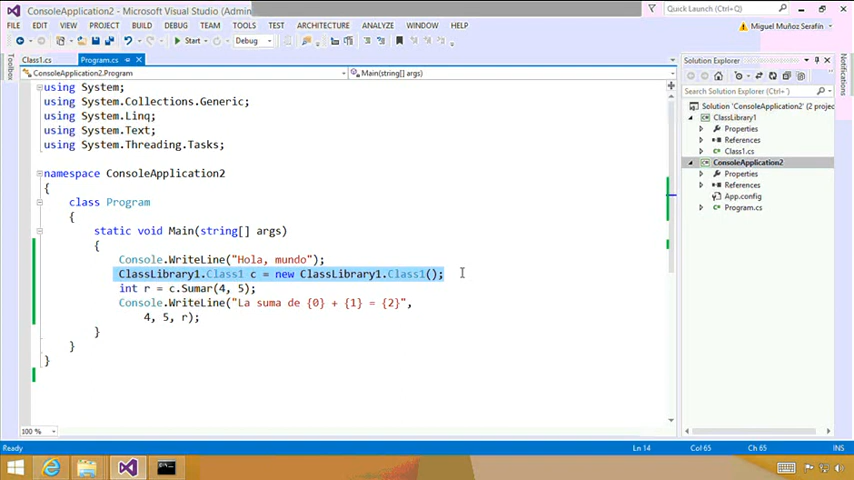 ConsoleApplication2 - Microsoft Visual Studio (Admin
Quick Launch (Ctrl+Q)
FILE EDIT VIEW PROJECT BUILD DEBUG TEAM SQL TOOLS TEST ARCHITECTURE ANALYZE WINDOW HELP
Miguel Muñoz Serafín
Start Debug
Class1.cs Program.cs
ConsoleApplication2.Program Main(string[] args)
using System;
using System.Collections.Generic;
using System.Linq;
using System.Text;
using System.Threading.Tasks;
namespace ConsoleApplication2
{
class Program
{
static void Main(string[] args)
{
Console.WriteLine("Hola, mundo");
ClassLibrary1.Class1 c = new ClassLibrary1.Class1();
int r = c.Sumar(4, 5);
Console.WriteLine("La suma de {0} + {1} = {2}",
4, 5, r);
}
}
}
100 %
Toolbox
Solution Explorer
Search Solution Explorer (Ctrl+
Solution 'ConsoleApplication2' (2 projec
ClassLibrary1
Properties
References
Class1.cs
ConsoleApplication2
Properties
References
App.config
Program.cs
Notifications
Ready Ln 14 Col 65 Ch 65 INS